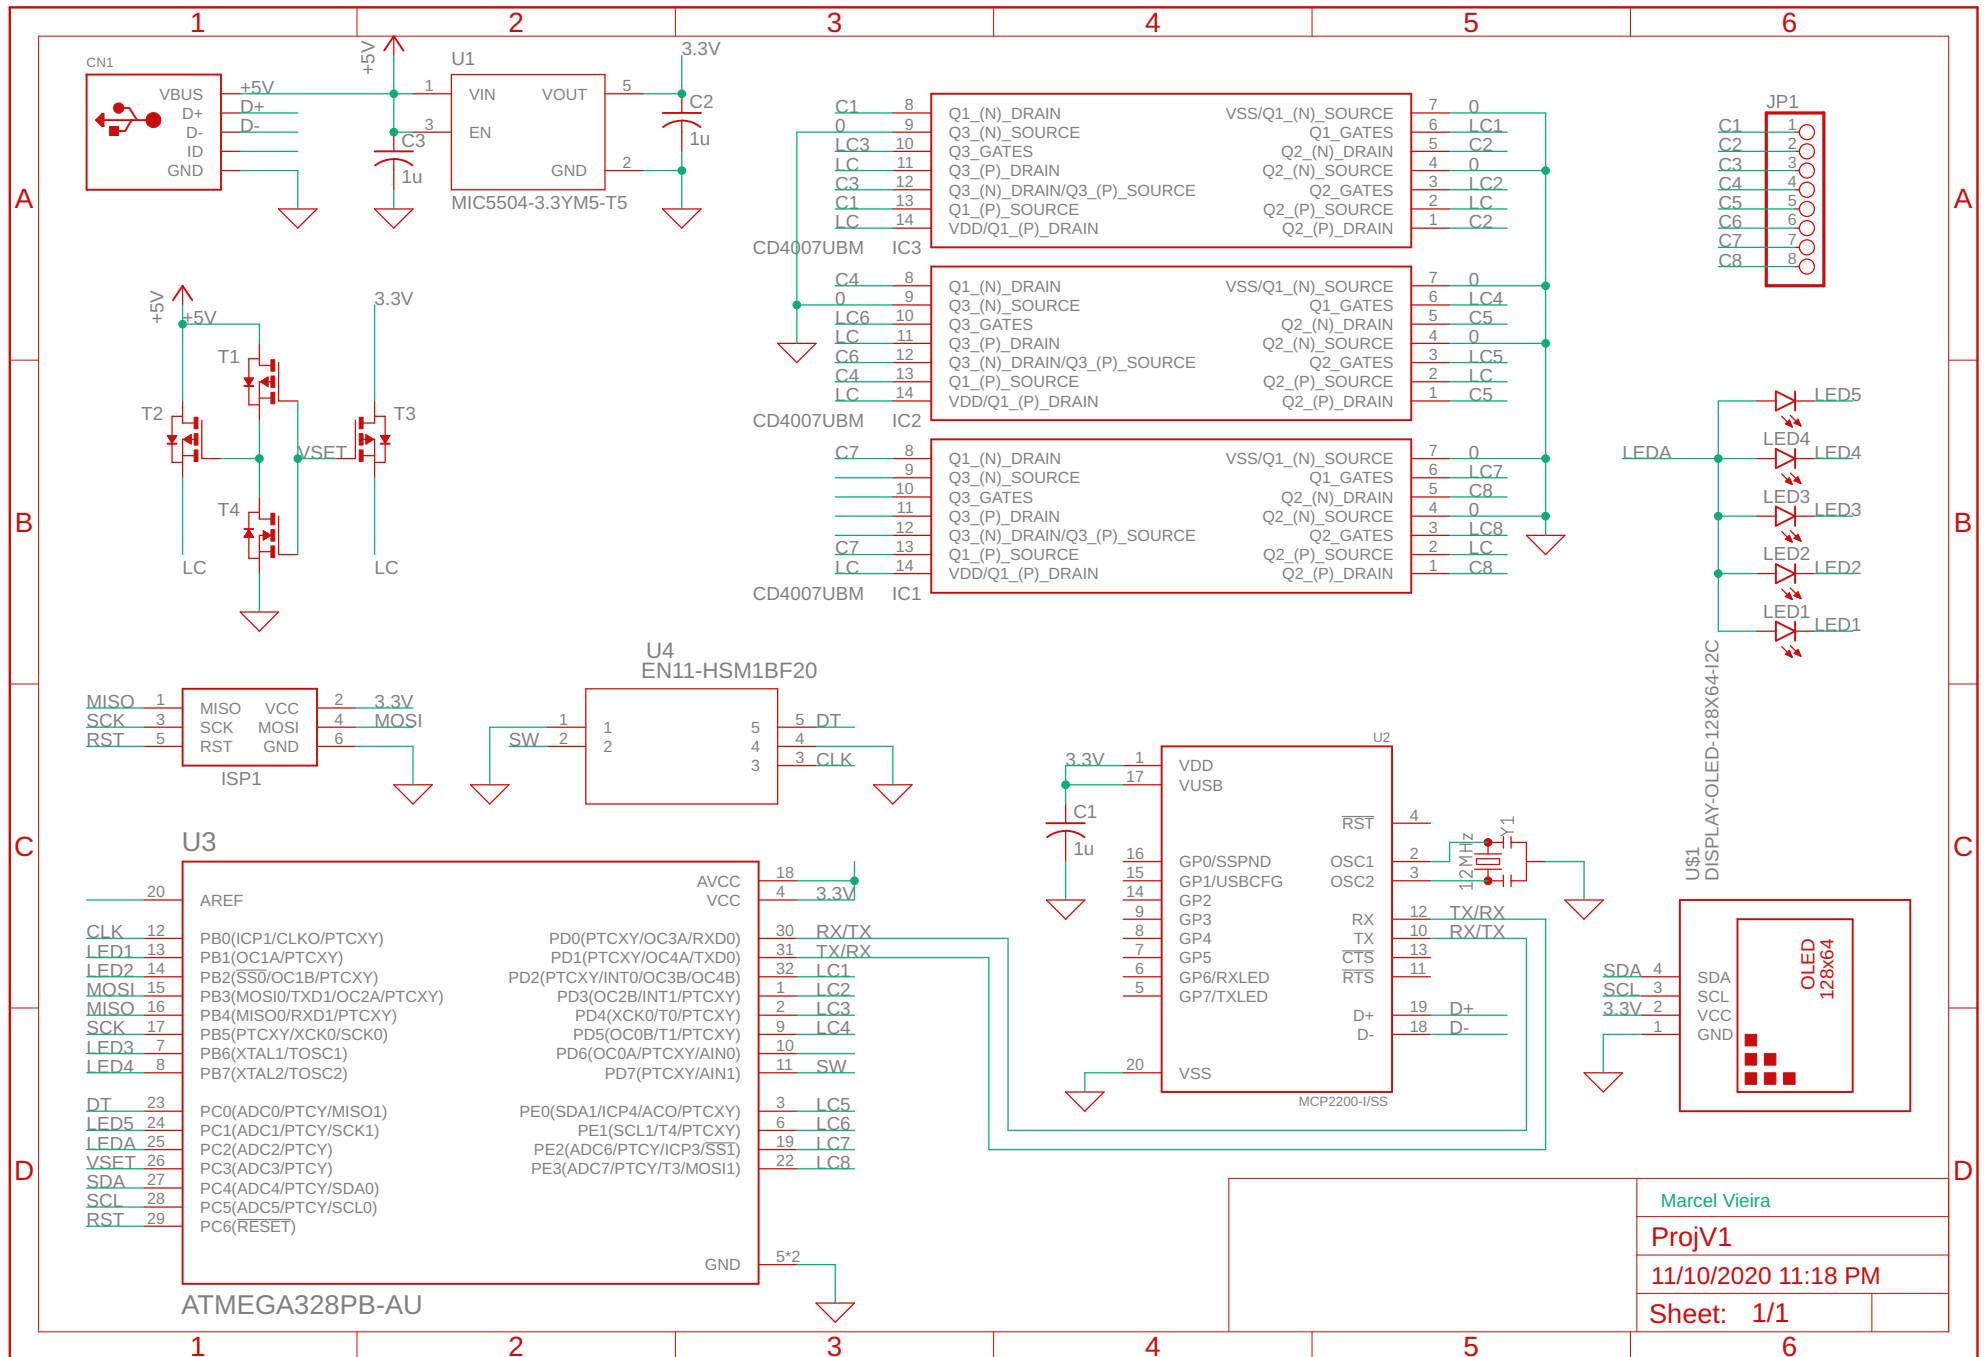 1 2 3 4 5 6
A
B
C
D
A
B
C
D
CN1
VBUS +5V
D+ D+
D- D-
ID
GND
+5V
U1
1 VIN
3 EN
VOUT 5
GND 2
MIC5504-3.3YM5-T5
C3
1u
3.3V
C2
1u
C1 8 Q1_(N)_DRAIN
0 9 Q3_(N)_SOURCE
LC3 10 Q3_GATES
LC 11 Q3_(P)_DRAIN
C3 12 Q3_(N)_DRAIN/Q3_(P)_SOURCE
C1 13 Q1_(P)_SOURCE
LC 14 VDD/Q1_(P)_DRAIN
VSS/Q1_(N)_SOURCE 7 0
Q1_GATES 6 LC1
Q2_(N)_DRAIN 5 C2
Q2_(N)_SOURCE 4 0
Q2_GATES 3 LC2
Q2_(P)_SOURCE 2 LC
Q2_(P)_DRAIN 1 C2
CD4007UBM IC3
C4 8 Q1_(N)_DRAIN
0 9 Q3_(N)_SOURCE
LC6 10 Q3_GATES
LC 11 Q3_(P)_DRAIN
C6 12 Q3_(N)_DRAIN/Q3_(P)_SOURCE
C4 13 Q1_(P)_SOURCE
LC 14 VDD/Q1_(P)_DRAIN
VSS/Q1_(N)_SOURCE 7 0
Q1_GATES 6 LC4
Q2_(N)_DRAIN 5 C5
Q2_(N)_SOURCE 4 0
Q2_GATES 3 LC5
Q2_(P)_SOURCE 2 LC
Q2_(P)_DRAIN 1 C5
CD4007UBM IC2
C7 8 Q1_(N)_DRAIN
9 Q3_(N)_SOURCE
10 Q3_GATES
11 Q3_(P)_DRAIN
12 Q3_(N)_DRAIN/Q3_(P)_SOURCE
C7 13 Q1_(P)_SOURCE
LC 14 VDD/Q1_(P)_DRAIN
VSS/Q1_(N)_SOURCE 7 0
Q1_GATES 6 LC7
Q2_(N)_DRAIN 5 C8
Q2_(N)_SOURCE 4 0
Q2_GATES 3 LC8
Q2_(P)_SOURCE 2 LC
Q2_(P)_DRAIN 1 C8
CD4007UBM IC1
JP1
C1 1
C2 2
C3 3
C4 4
C5 5
C6 6
C7 7
C8 8
+5V
+5V
3.3V
T1
T2
T3
VSET
T4
LC
LC
LED5
LED4
LEDA LED4
LED3
LED3
LED2
LED2
LED1
LED1
MISO 1 MISO VCC 2 3.3V
SCK 3 SCK MOSI 4 MOSI
RST 5 RST GND 6
ISP1
U4
EN11-HSM1BF20
1 1
SW 2 2
5 5 DT
4 4
3 3 CLK
U2
3.3V 1 VDD
17 VUSB
C1
1u
16 GP0/SSPND
15 GP1/USBCFG
14 GP2
9 GP3
8 GP4
7 GP5
6 GP6/RXLED
5 GP7/TXLED
20 VSS
RST 4
OSC1 2
OSC2 3
RX 12 TX/RX
TX 10 RX/TX
CTS 13
RTS 11
D+ 19 D+
D- 18 D-
MCP2200-I/SS
12MHz
Y1
U$1
DISPLAY-OLED-128X64-I2C
SDA 4 SDA
SCL 3 SCL
3.3V 2 VCC
1 GND
OLED
128x64
U3
20 AREF
CLK 12 PB0(ICP1/CLKO/PTCXY)
LED1 13 PB1(OC1A/PTCXY)
LED2 14 PB2(SS0/OC1B/PTCXY)
MOSI 15 PB3(MOSI0/TXD1/OC2A/PTCXY)
MISO 16 PB4(MISO0/RXD1/PTCXY)
SCK 17 PB5(PTCXY/XCK0/SCK0)
LED3 7 PB6(XTAL1/TOSC1)
LED4 8 PB7(XTAL2/TOSC2)
DT 23 PC0(ADC0/PTCY/MISO1)
LED5 24 PC1(ADC1/PTCY/SCK1)
LEDA 25 PC2(ADC2/PTCY)
VSET 26 PC3(ADC3/PTCY)
SDA 27 PC4(ADC4/PTCY/SDA0)
SCL 28 PC5(ADC5/PTCY/SCL0)
RST 29 PC6(RESET)
AVCC 18
VCC 4 3.3V
PD0(PTCXY/OC3A/RXD0) 30 RX/TX
PD1(PTCXY/OC4A/TXD0) 31 TX/RX
PD2(PTCXY/INT0/OC3B/OC4B) 32 LC1
PD3(OC2B/INT1/PTCXY) 1 LC2
PD4(XCK0/T0/PTCXY) 2 LC3
PD5(OC0B/T1/PTCXY) 9 LC4
PD6(OC0A/PTCXY/AIN0) 10
PD7(PTCXY/AIN1) 11 SW
PE0(SDA1/ICP4/ACO/PTCXY) 3 LC5
PE1(SCL1/T4/PTCXY) 6 LC6
PE2(ADC6/PTCY/ICP3/SS1) 19 LC7
PE3(ADC7/PTCY/T3/MOSI1) 22 LC8
GND 5*2
ATMEGA328PB-AU
Marcel Vieira
ProjV1
11/10/2020 11:18 PM
Sheet: 1/1
1 2 3 4 5 6